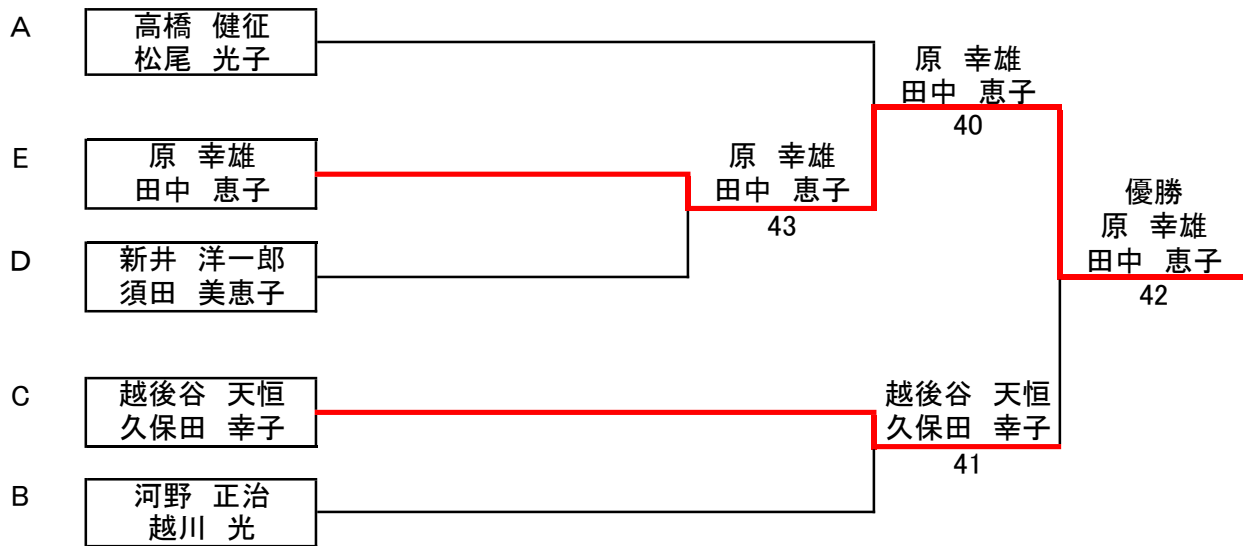 A
高橋 健征
松尾 光子
原 幸雄
田中 恵子
40
E
原 幸雄
田中 恵子
原 幸雄
田中 恵子
43
優勝
原 幸雄
田中 恵子
42
D
新井 洋一郎
須田 美恵子
C
越後谷 天恒
久保田 幸子
越後谷 天恒
久保田 幸子
41
B
河野 正治
越川 光